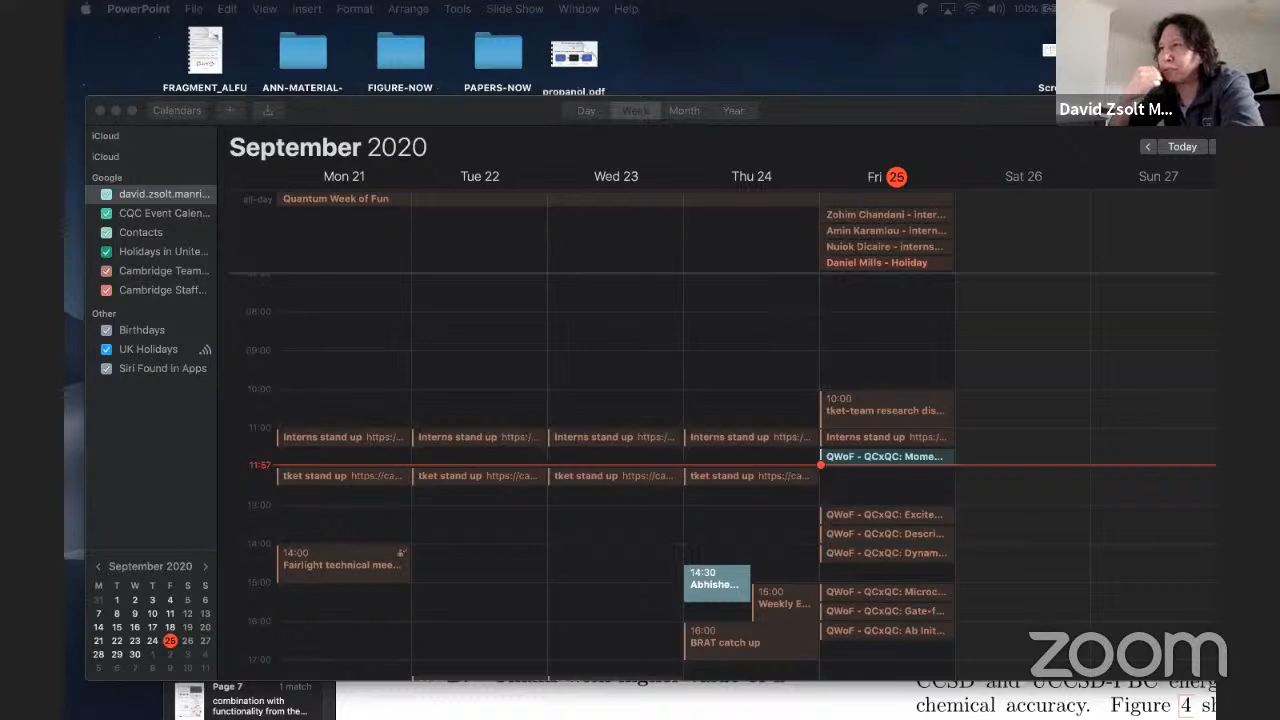 PowerPoint File Edit View Insert Format Arrange Tools Slide Show Window Help 100%
FRAGMENT_ALFU ANN-MATERIAL- FIGURE-NOW PAPERS-NOW propanol.pdf Scre
David Zsolt M...
Calendars + Day Week Month Year
iCloud
iCloud
Google
david.zsolt.manri...
CQC Event Calen...
Contacts
Holidays in Unite...
Cambridge Team...
Cambridge Staff...
Other
Birthdays
UK Holidays
Siri Found in Apps
September 2020
M T W T F S S
31 1 2 3 4 5 6
7 8 9 10 11 12 13
14 15 16 17 18 19 20
21 22 23 24 25 26 27
28 29 30 1 2 3 4
5 6 7 8 9 10 11
September 2020
Today
Mon 21 Tue 22 Wed 23 Thu 24 Fri 25 Sat 26 Sun 27
all-day Quantum Week of Fun
Zohim Chandani - inter...
Amin Karamlou - intern...
Nuiok Dicaire - interns...
Daniel Mills - Holiday
08:00
09:00
10:00
10:00
tket-team research dis...
11:00
Interns stand up https:/... Interns stand up https:/... Interns stand up https:/... Interns stand up https:/... Interns stand up https:/...
QWoF - QCxQC: Mome...
11:57
tket stand up https://ca... tket stand up https://ca... tket stand up https://ca... tket stand up https://ca...
13:00
QWoF - QCxQC: Excite...
QWoF - QCxQC: Descri...
14:00
14:00
Fairlight technical mee...
QWoF - QCxQC: Dynam...
14:30
Abhishe...
15:00
15:00
Weekly E...
QWoF - QCxQC: Microc...
QWoF - QCxQC: Gate-f...
16:00
16:00
BRAT catch up
QWoF - QCxQC: Ab Init...
17:00
zoom
Page 7 1 match
combination with
functionality from the...
CCSD and UCCSD-PBC energ
chemical accuracy. Figure 4 sh